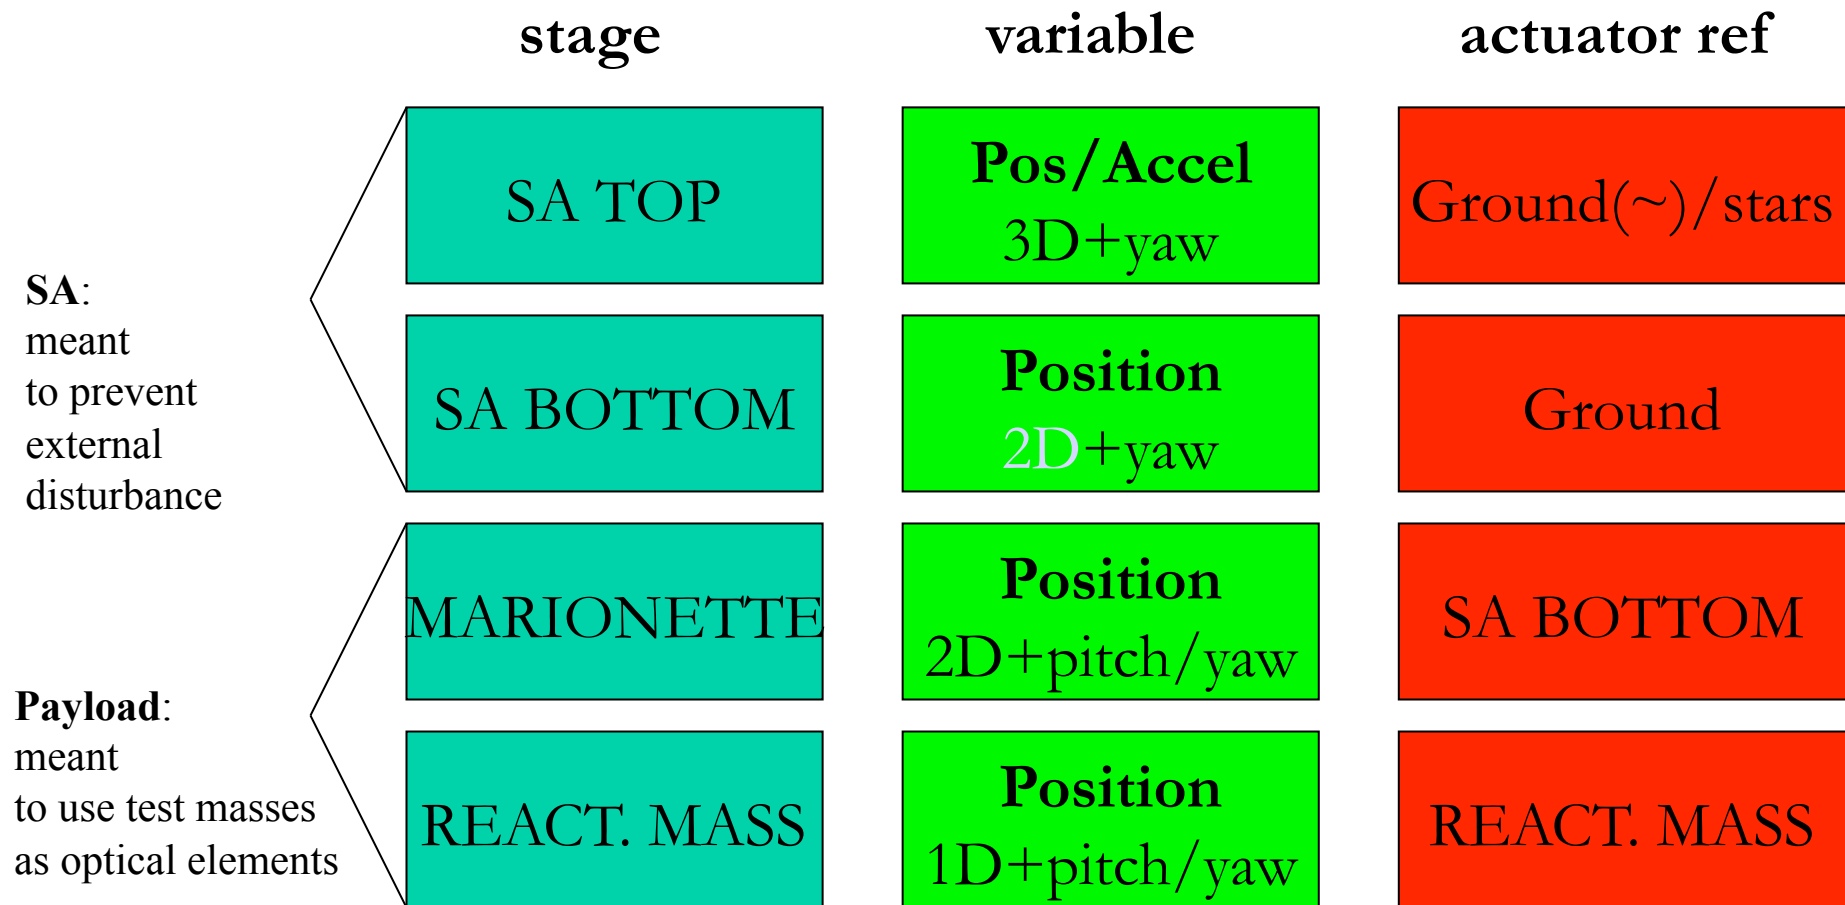 stage variable actuator ref
SA TOP
Pos/Accel
3D+yaw
Ground(~)/stars
SA:
meant
to prevent
external
disturbance
SA BOTTOM
Position
2D+yaw
Ground
MARIONETTE
Position
2D+pitch/yaw
SA BOTTOM
Payload:
meant
to use test masses
as optical elements
REACT. MASS
Position
1D+pitch/yaw
REACT. MASS